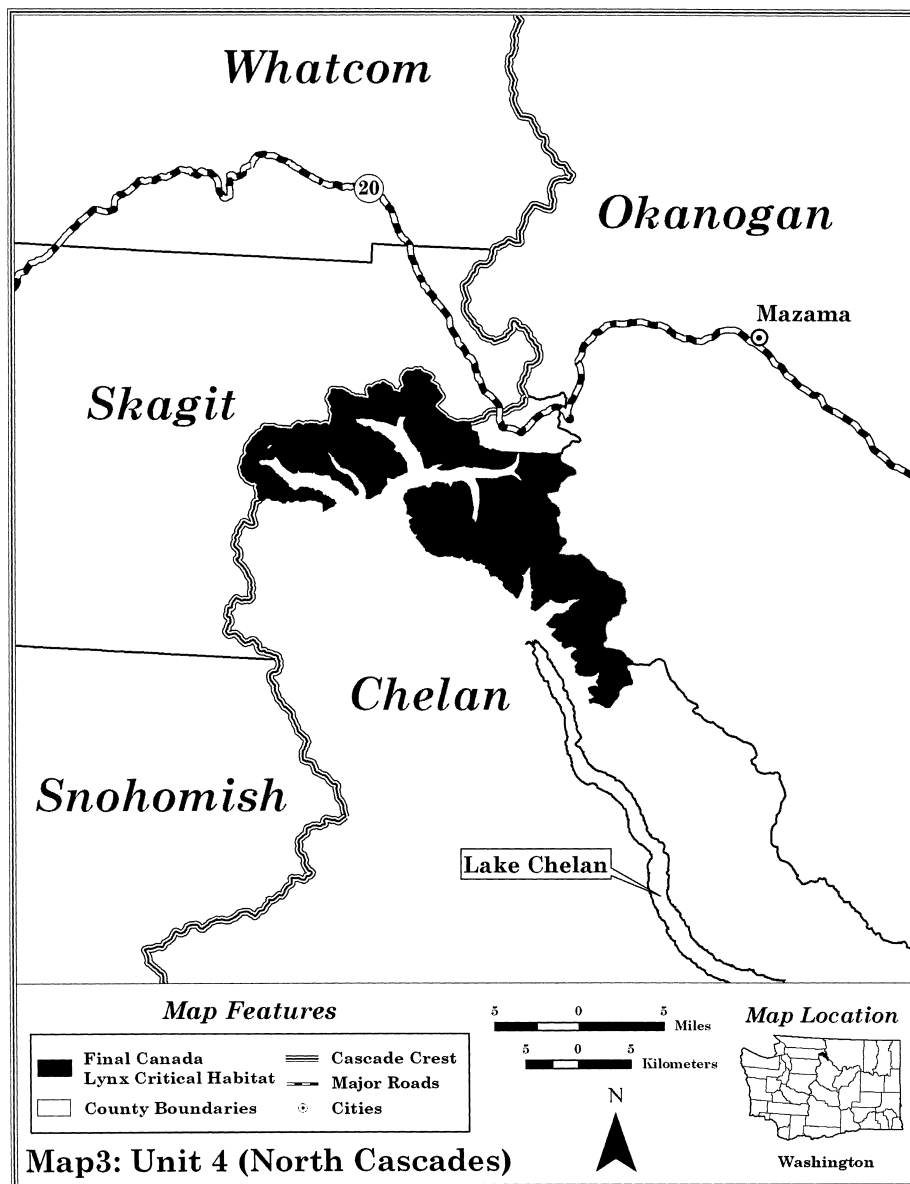 Whatcom
20
Okanogan
Mazama
Skagit
Chelan
Snohomish
Lake Chelan
Map Features
Final Canada
Lynx Critical Habitat
County Boundaries
Cascade Crest
Major Roads
Cities
5 0 5 Miles
5 0 5 Kilometers
N
Map Location
Washington
Map3: Unit 4 (North Cascades)